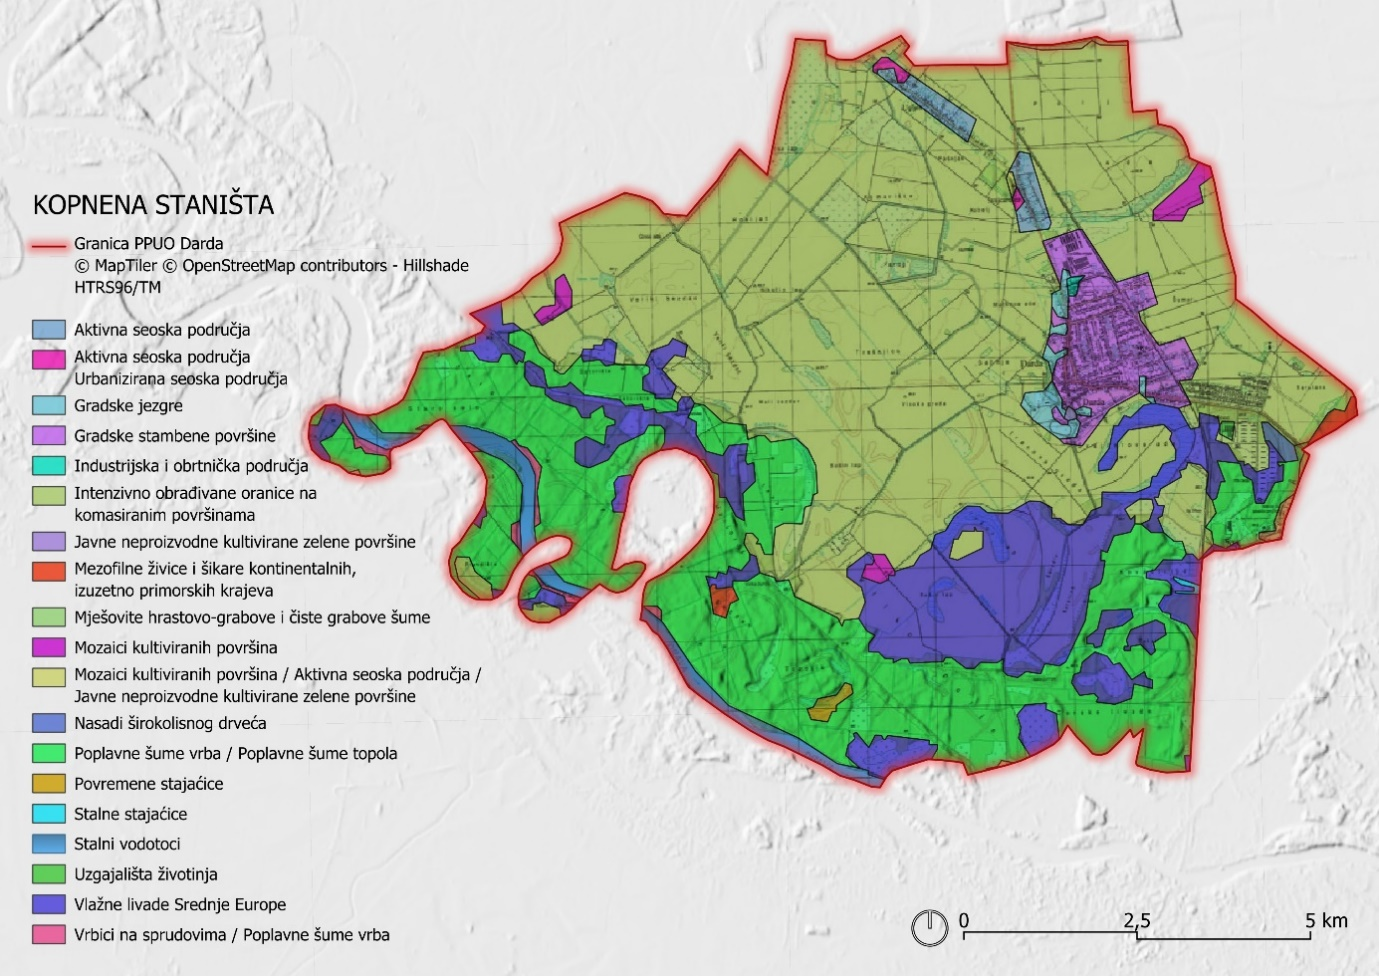 KOPNENA STANIŠTA
Granica PPUO Darda
© MapTiler © OpenStreetMap contributors - Hillshade
HTRS96/TM
Aktivna seoska područja
Aktivna seoska područja
Urbanizirana seoska područja
Gradske jezgre
Gradske stambene površine
Industrijska i obrtnička područja
Intenzivno obrađivane oranice na
komasiranim površinama
Javne neproizvodne kultivirane zelene površine
Mezofilne živice i šikare kontinentalnih,
izuzetno primorskih krajeva
Mješovite hrastovo-grabove i čiste grabove šume
Mozaici kultiviranih površina
Mozaici kultiviranih površina / Aktivna seoska područja /
Javne neproizvodne kultivirane zelene površine
Nasadi širokolisnog drveća
Poplavne šume vrba / Poplavne šume topola
Povremene stajaćice
Stalne stajaćice
Stalni vodotoci
Uzgajališta životinja
Vlažne livade Srednje Europe
Vrbici na sprudovima / Poplavne šume vrba
0 2,5 5 km